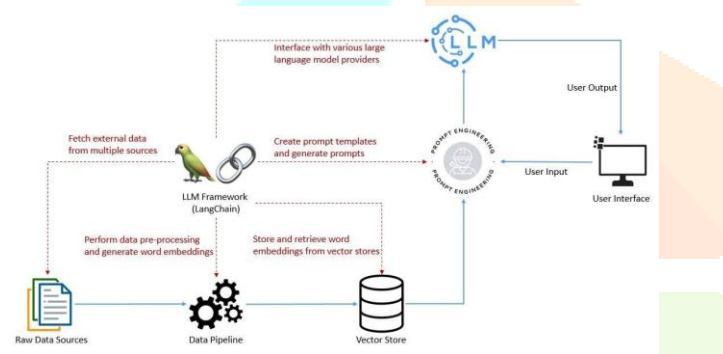 Interface with various large
language model providers
LLM
User Output
Fetch external data
from multiple sources
Create prompt templates
and generate prompts
PROMPT ENGINEERING
PROMPT ENGINEERING
User Input
LLM Framework
(LangChain)
User Interface
Perform data pre-processing
and generate word embeddings
Store and retrieve word
embeddings from vector stores
Raw Data Sources
Data Pipeline
Vector Store